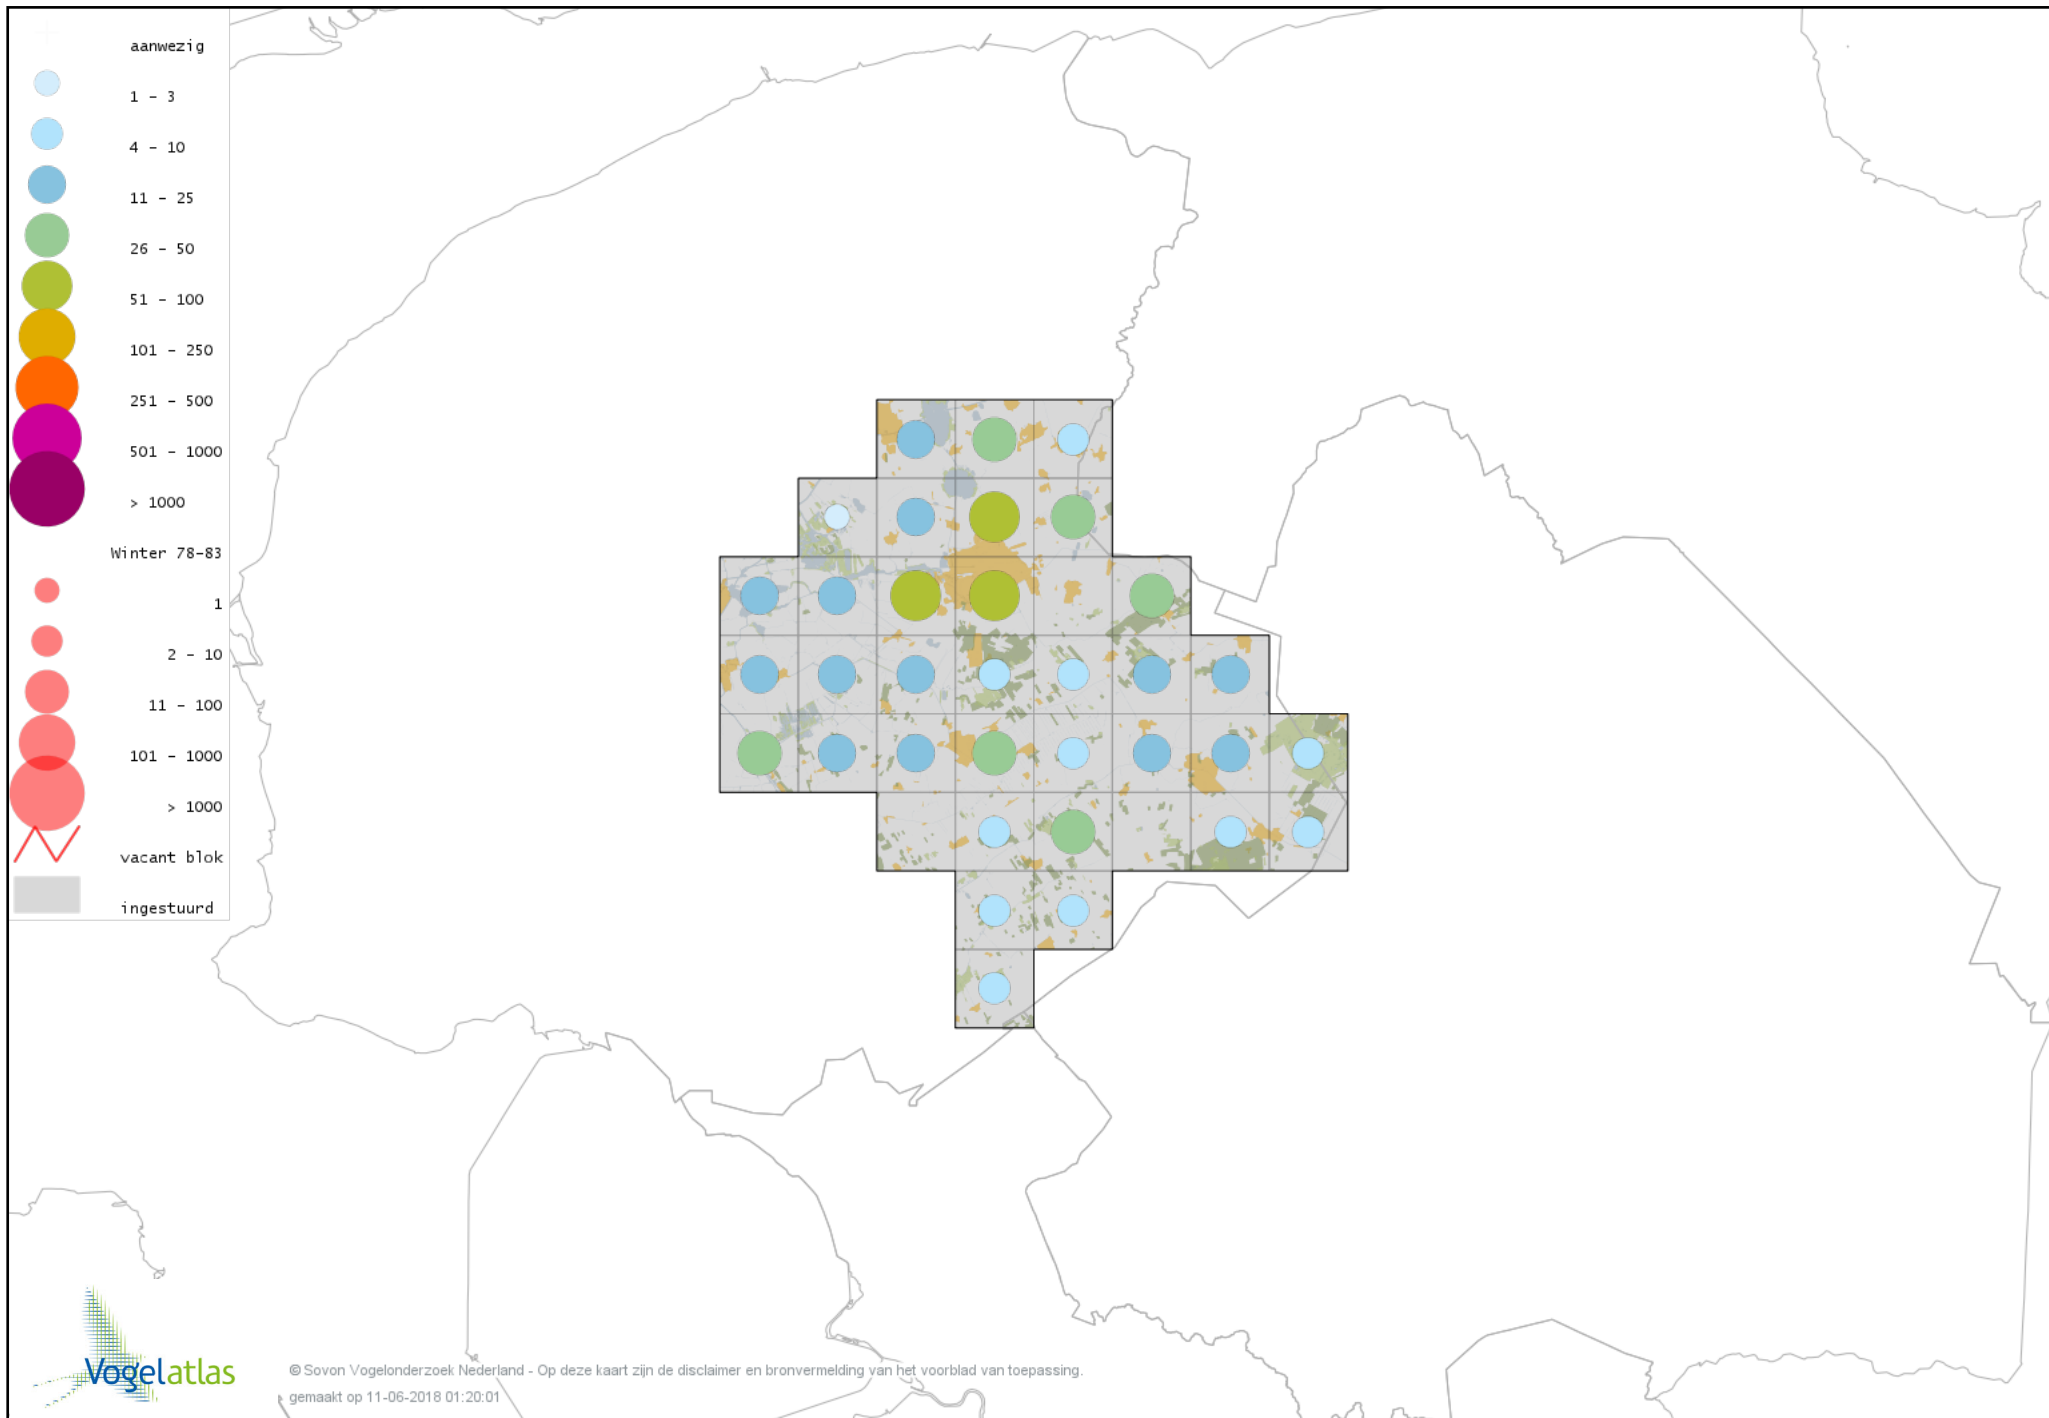 aanwezig
1 - 3
4 - 10
11 - 25
26 - 50
51 - 100
101 - 250
251 - 500
501 - 1000
> 1000
Winter 78-83
1
2 - 10
11 - 100
101 - 1000
> 1000
vacant blok
ingestuurd
Vogelatlas
© Sovon Vogelonderzoek Nederland - Op deze kaart zijn de disclaimer en bronvermelding van het voorblad van toepassing.
gemaakt op 11-06-2018 01:20:01